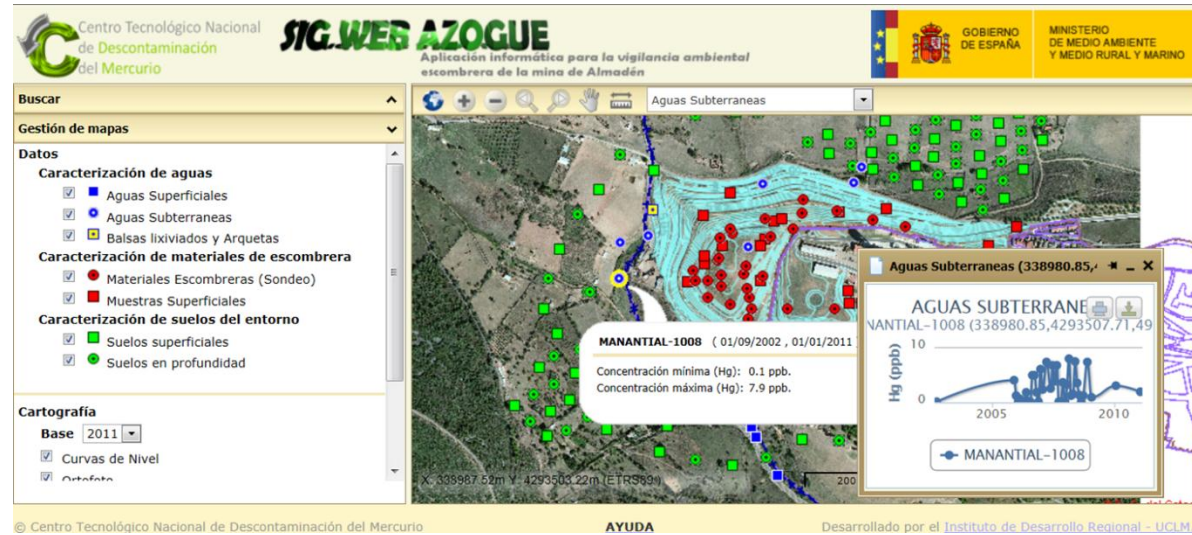 Centro Tecnológico Nacional
de Descontaminación
del Mercurio
SIG.WEB AZOGUE
Aplicación informática para la vigilancia ambiental
escombrera de la mina de Almadén
GOBIERNO
DE ESPAÑA
MINISTERIO
DE MEDIO AMBIENTE
Y MEDIO RURAL Y MARINO
Buscar
Gestión de mapas
Datos
Caracterización de aguas
Aguas Superficiales
Aguas Subterraneas
Balsas lixiviados y Arquetas
Caracterización de materiales de escombrera
Materiales Escombreras (Sondeo)
Muestras Superficiales
Caracterización de suelos del entorno
Suelos superficiales
Suelos en profundidad
Cartografía
Base 2011
Curvas de Nivel
Ortofoto
Aguas Subterraneas
MANANTIAL-1008 ( 01/09/2002 , 01/01/2011
Concentración mínima (Hg): 0.1 ppb.
Concentración máxima (Hg): 7.9 ppb.
X: 338987.52m Y: 4293503.22m (ETRS89)
200
Aguas Subterraneas (338980.85,4
AGUAS SUBTERRANE
NANTIAL-1008 (338980.85,4293507.71,49
Hg (ppb)
10
0
2005
2010
MANANTIAL-1008
© Centro Tecnológico Nacional de Descontaminación del Mercurio
AYUDA
Desarrollado por el Instituto de Desarrollo Regional - UCLM